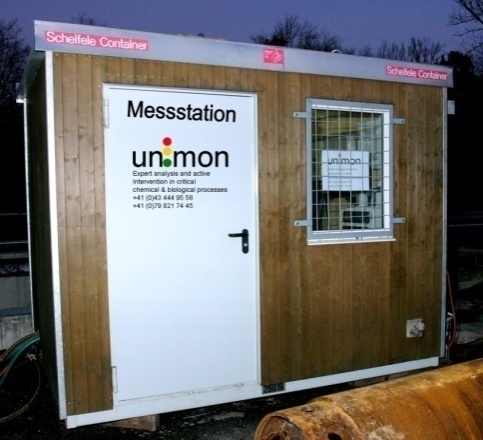 Scheifele Container
Scheifele Container
Messstation
unimon
Expert analysis and active
intervention in critical
chemical & biological processes
+41 (0)43 444 95 56
+41 (0)79 821 74 45
unimon